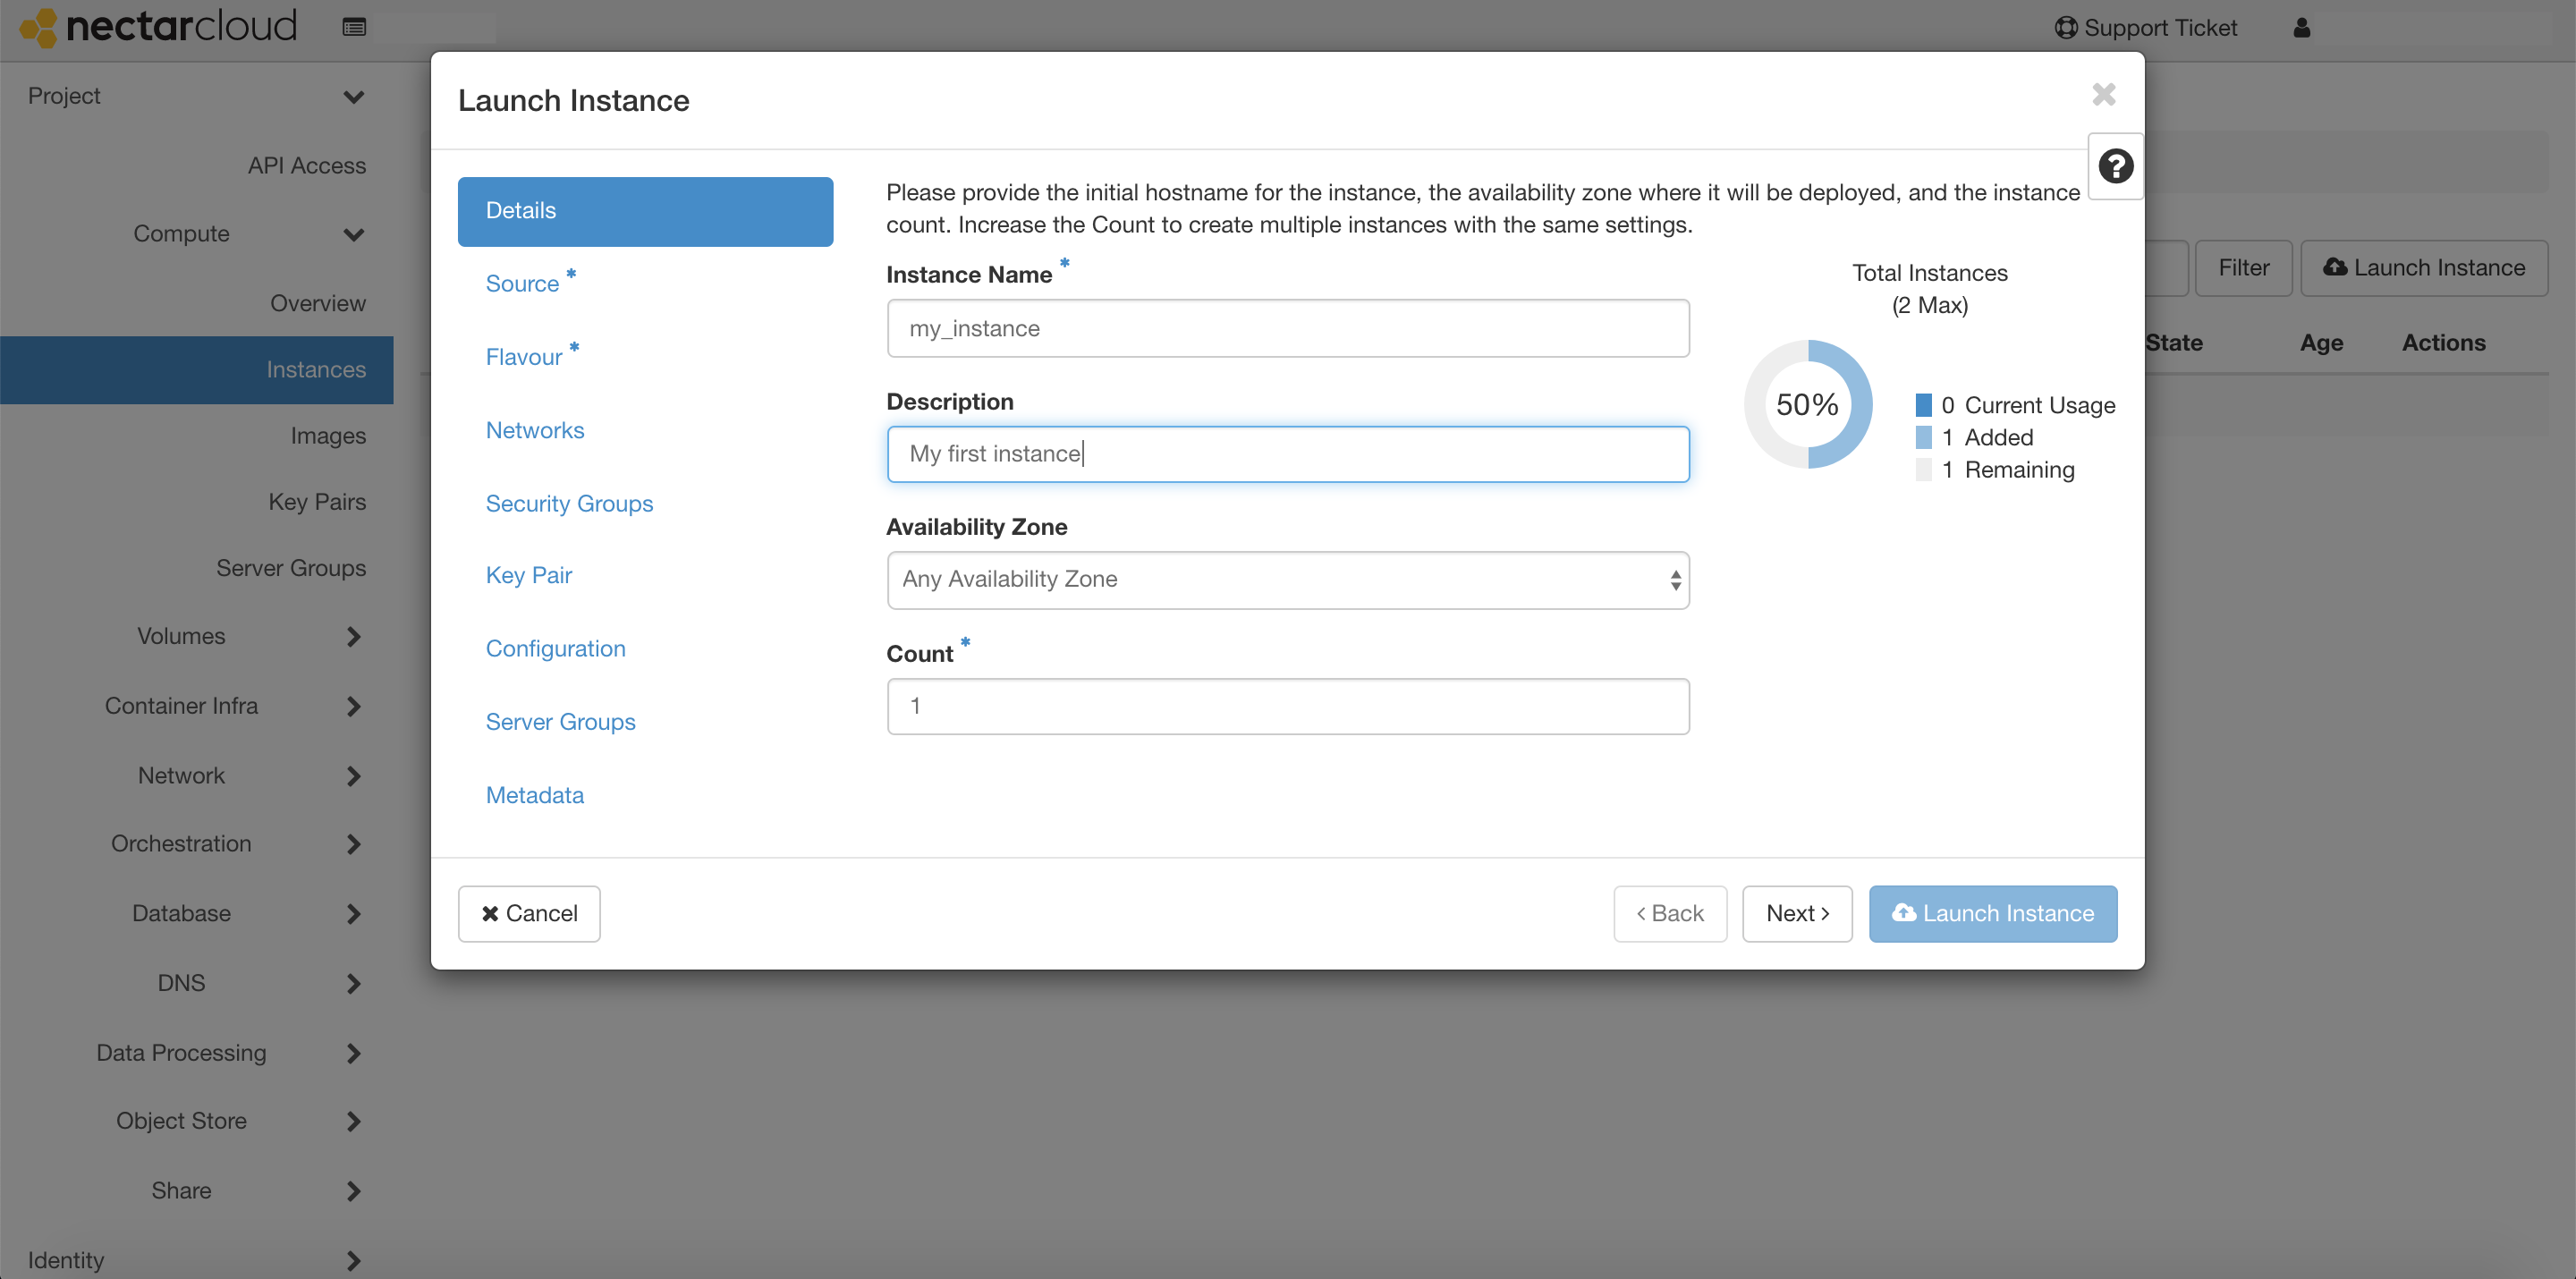 nectarcloud
Support Ticket
Project
API Access
Compute
Overview
Instances
Images
Key Pairs
Server Groups
Volumes
Container Infra
Network
Orchestration
Database
DNS
Data Processing
Object Store
Share
Identity
Filter
Launch Instance
State Age Actions
Launch Instance
Details
Source *
Flavour *
Networks
Security Groups
Key Pair
Configuration
Server Groups
Metadata
Please provide the initial hostname for the instance, the availability zone where it will be deployed, and the instance
count. Increase the Count to create multiple instances with the same settings.
Instance Name *
my_instance
Description
My first instance
Availability Zone
Any Availability Zone
Count *
1
Total Instances
(2 Max)
50%
0 Current Usage
1 Added
1 Remaining
Cancel
< Back
Next >
Launch Instance